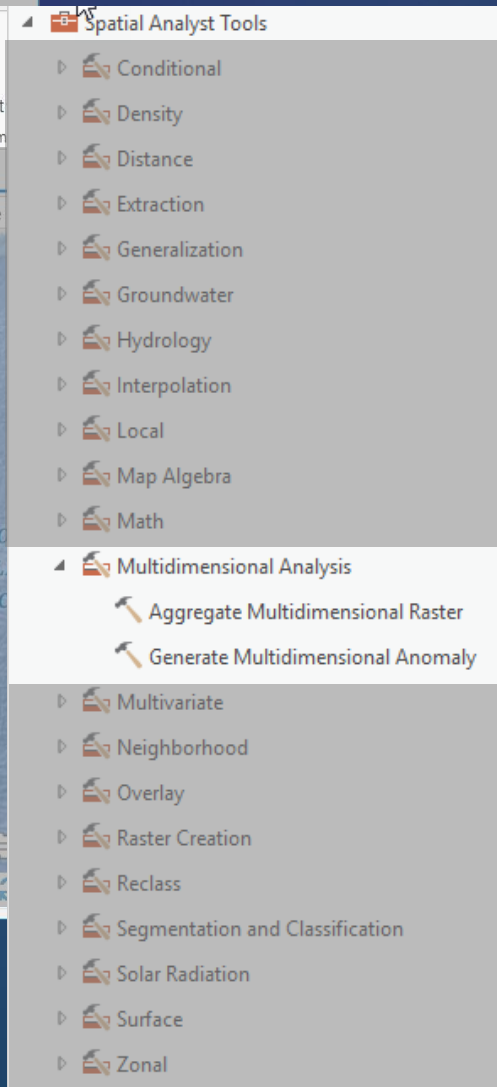 Spatial Analyst Tools
Conditional
Density
Distance
Extraction
Generalization
Groundwater
Hydrology
Interpolation
Local
Map Algebra
Math
Multidimensional Analysis
Aggregate Multidimensional Raster
Generate Multidimensional Anomaly
Multivariate
Neighborhood
Overlay
Raster Creation
Reclass
Segmentation and Classification
Solar Radiation
Surface
Zonal